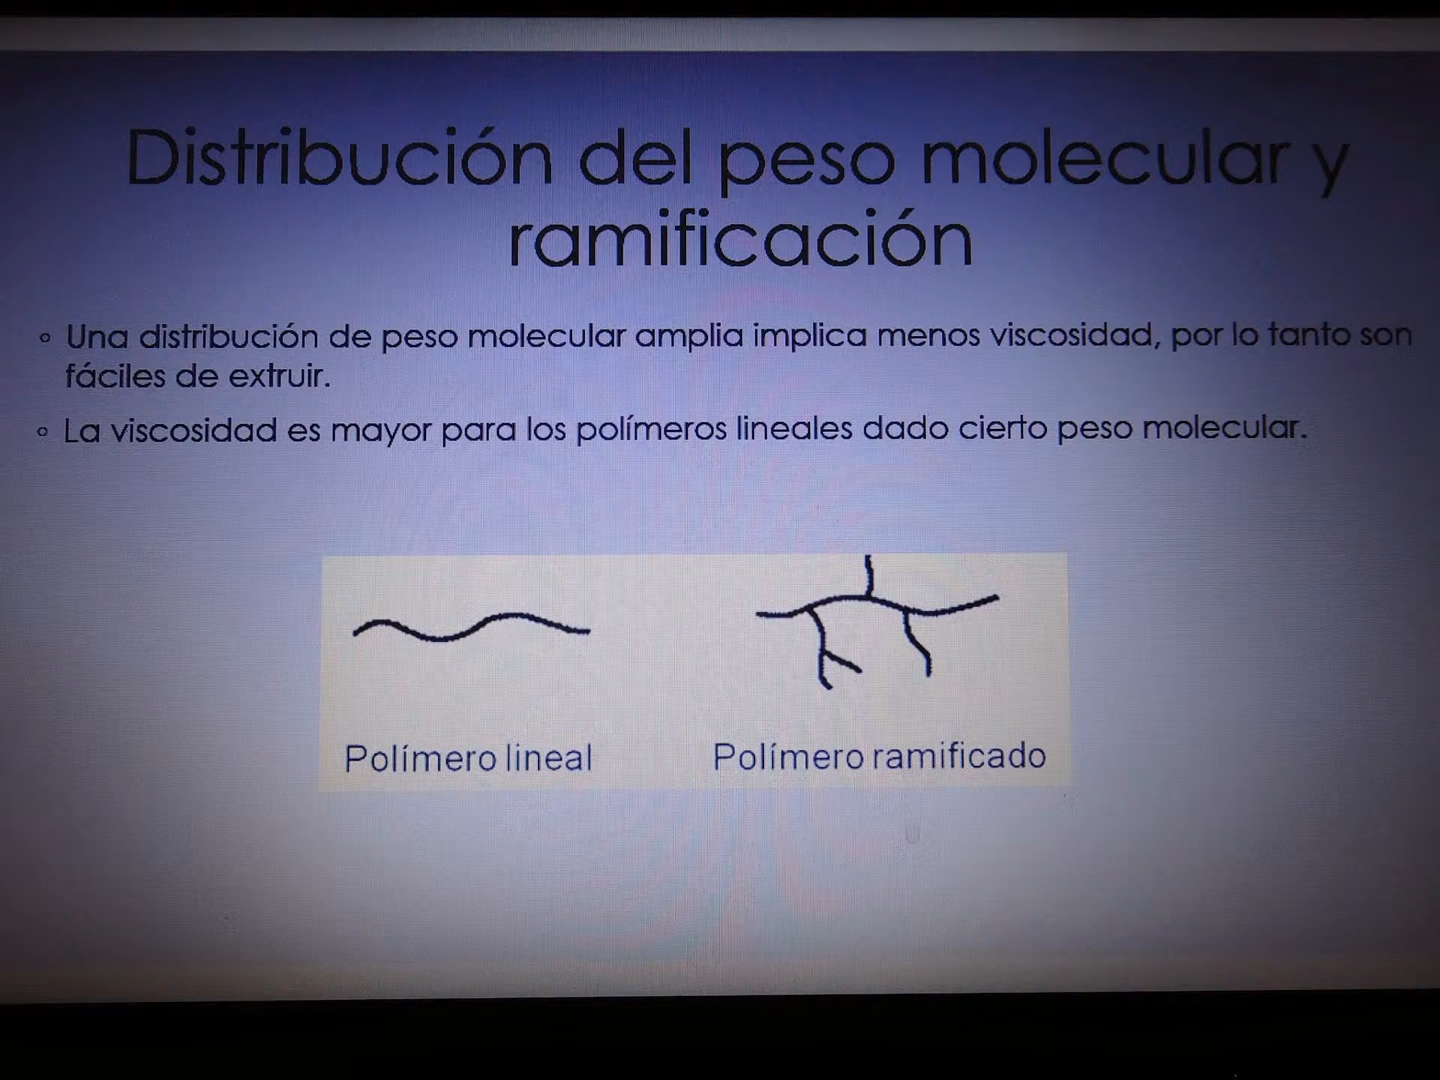 Distribución del peso molecular y
ramificación
Una distribución de peso molecular amplia implica menos viscosidad, por lo tanto son
fáciles de extruir.
La viscosidad es mayor para los polímeros lineales dado cierto peso molecular.
Polímero lineal
Polímero ramificado